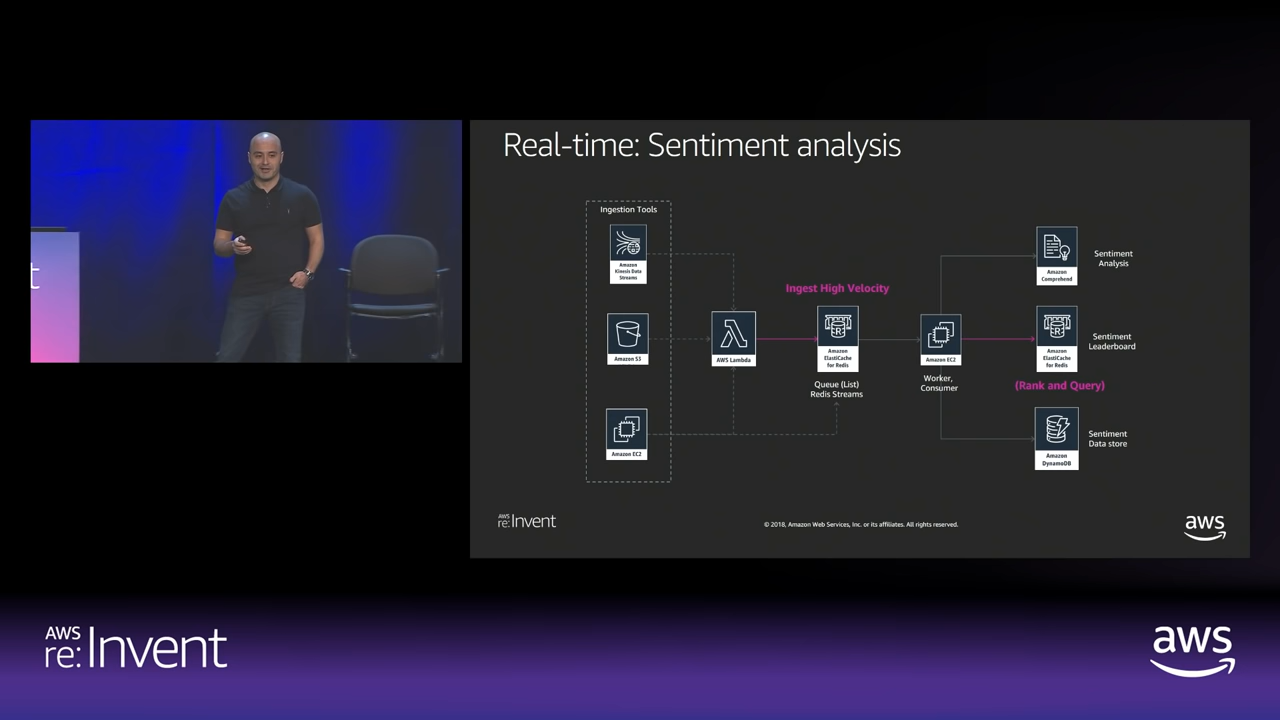 t
Real-time: Sentiment analysis
Ingestion Tools
Amazon
Kinesis Data
Streams
Amazon S3
Amazon EC2
AWS Lambda
Ingest High Velocity
R
Amazon
ElastiCache
for Redis
Queue (List)
Redis Streams
Amazon EC2
Worker,
Consumer
Amazon
Comprehend
Sentiment
Analysis
R
Amazon
ElastiCache
for Redis
Sentiment
Leaderboard
(Rank and Query)
Amazon
DynamoDB
Sentiment
Data store
AWS
re:Invent
© 2018, Amazon Web Services, Inc. or its affiliates. All rights reserved.
aws
AWS
re:Invent
aws